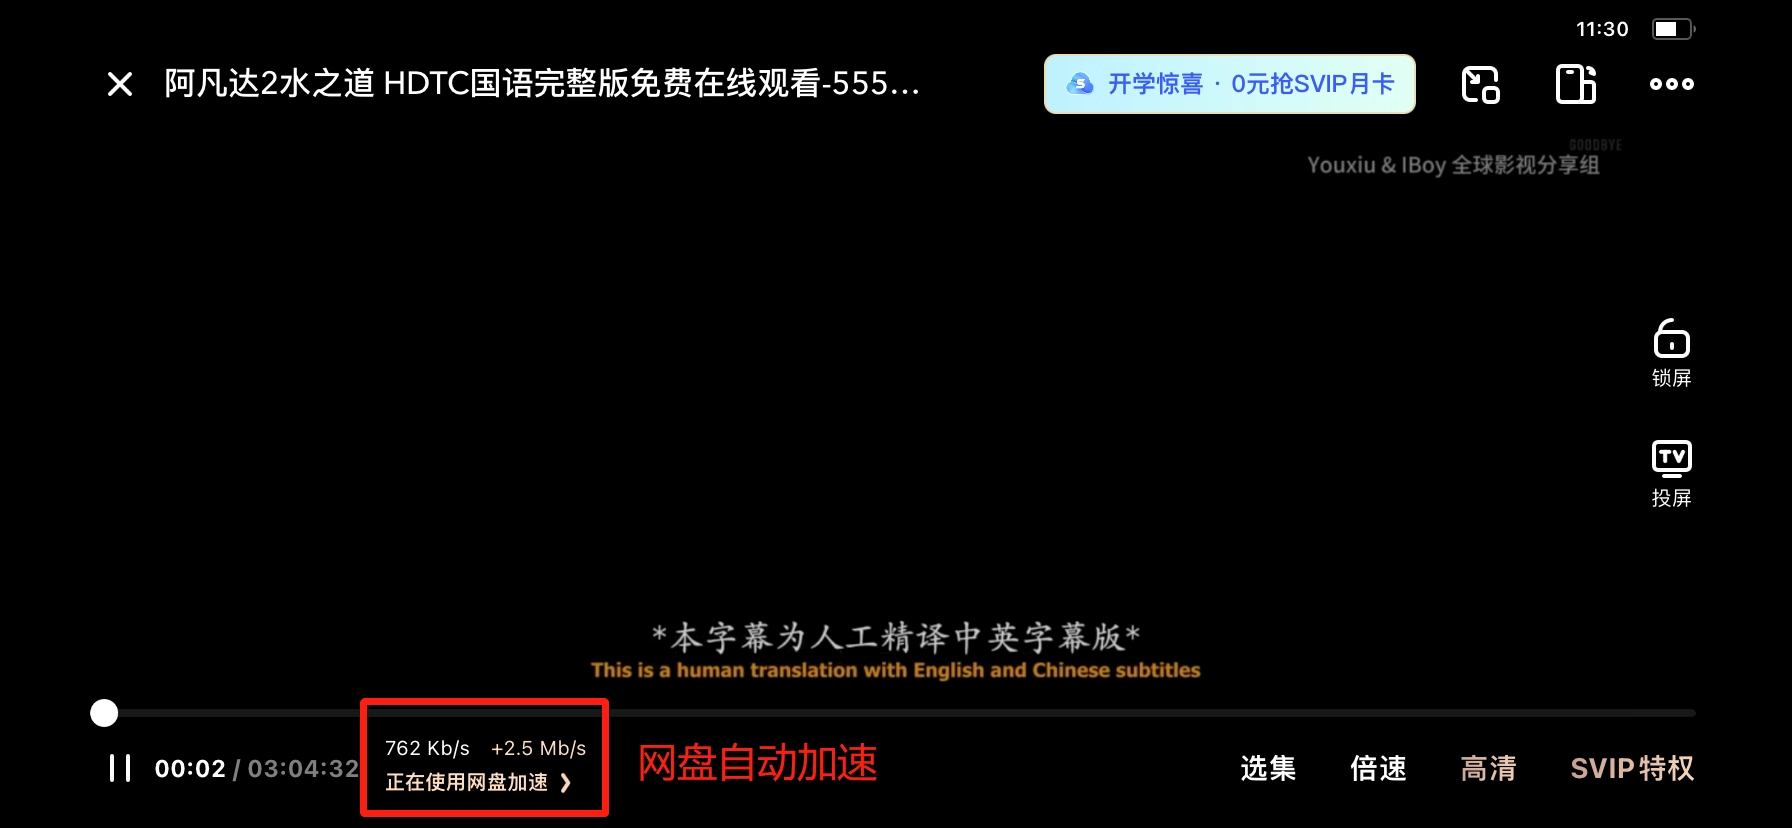 11:30
阿凡达2水之道 HDTC国语完整版免费在线观看-555...
开学惊喜 · 0元抢SVIP月卡
GOODBYE
Youxiu & IBoy 全球影视分享组
锁屏
TV
投屏
*本字幕为人工精译中英字幕版*
This is a human translation with English and Chinese subtitles
762 Kb/s +2.5 Mb/s
正在使用网盘加速 ❯
网盘自动加速
00:02 / 03:04:32
选集 倍速 高清 SVIP特权